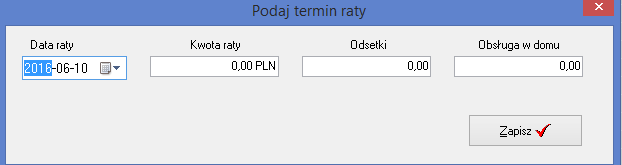 Podaj termin raty
Data raty Kwota raty Odsetki Obsługa w domu
2016-06-10 0,00 PLN 0,00 0,00
Zapisz